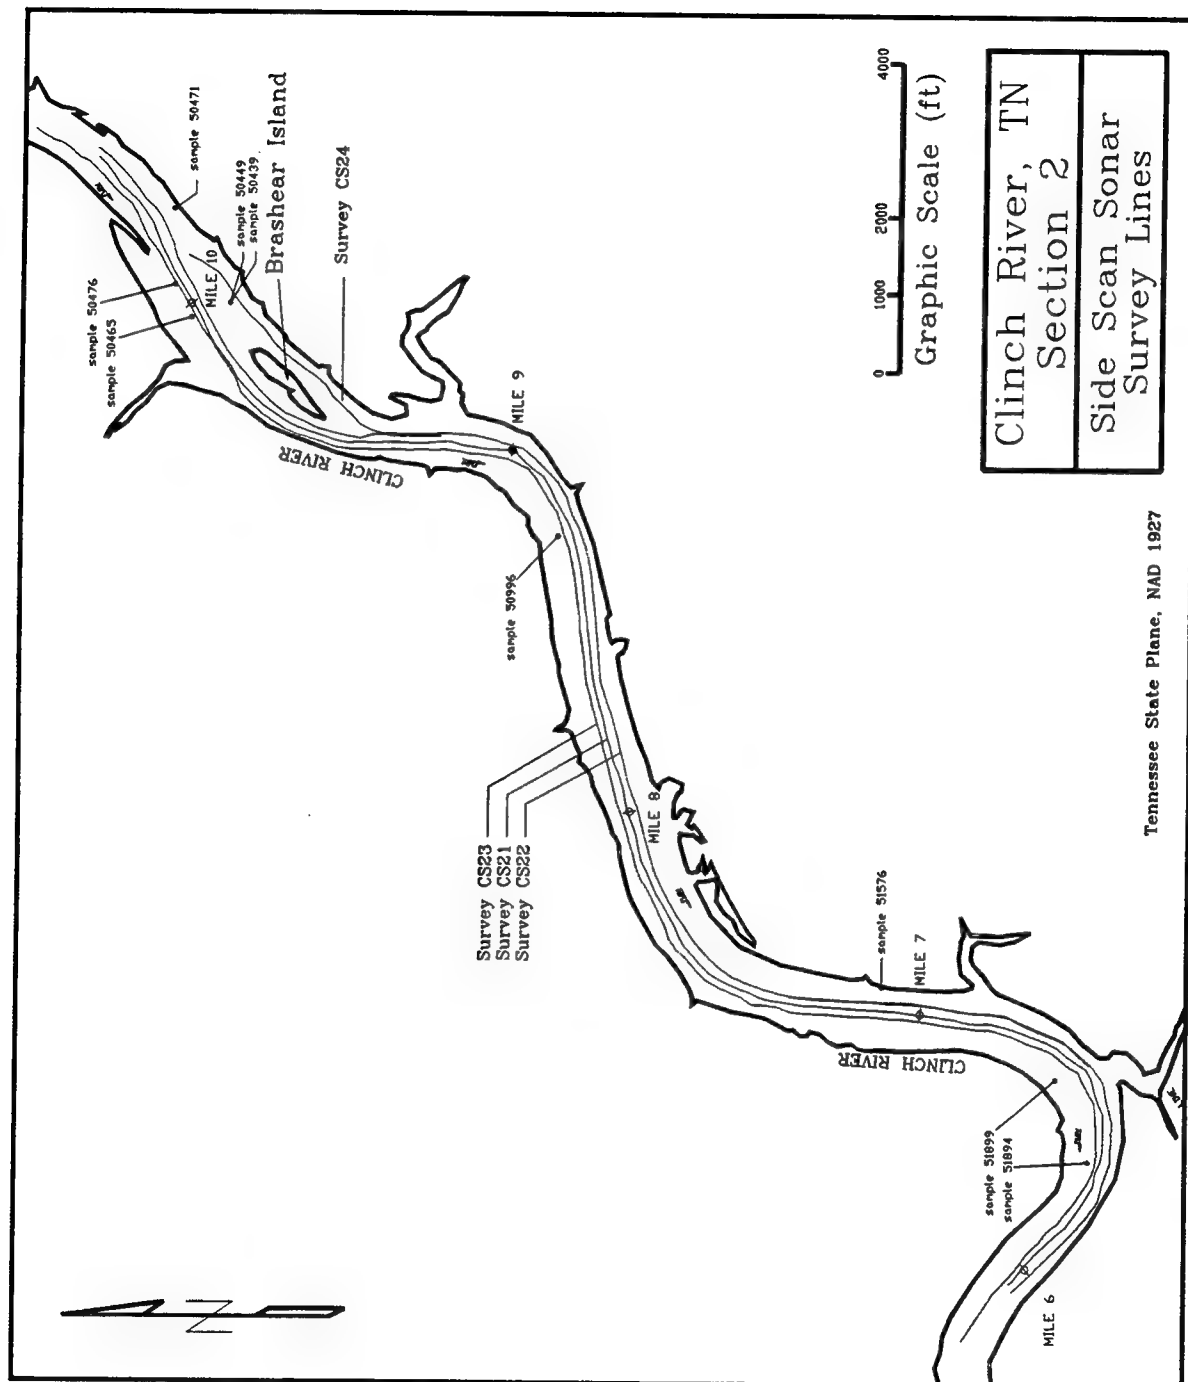 Clinch River, TN
Section 2
Side Scan Sonar
Survey Lines
4000
2000
1000
0
Graphic Scale (ft)
Tennessee State Plane, NAD 1927
sample 50471
sample 50449
sample 50439
Brashear Island
Survey CS24
MILE 10
sample 50476
sample 50465
MILE 9
CLINCH RIVER
sample 50996
Survey CS23
Survey CS21
Survey CS22
MILE 8
sample 51576
MILE 7
CLINCH RIVER
sample 51899
sample 51894
MILE 6
N